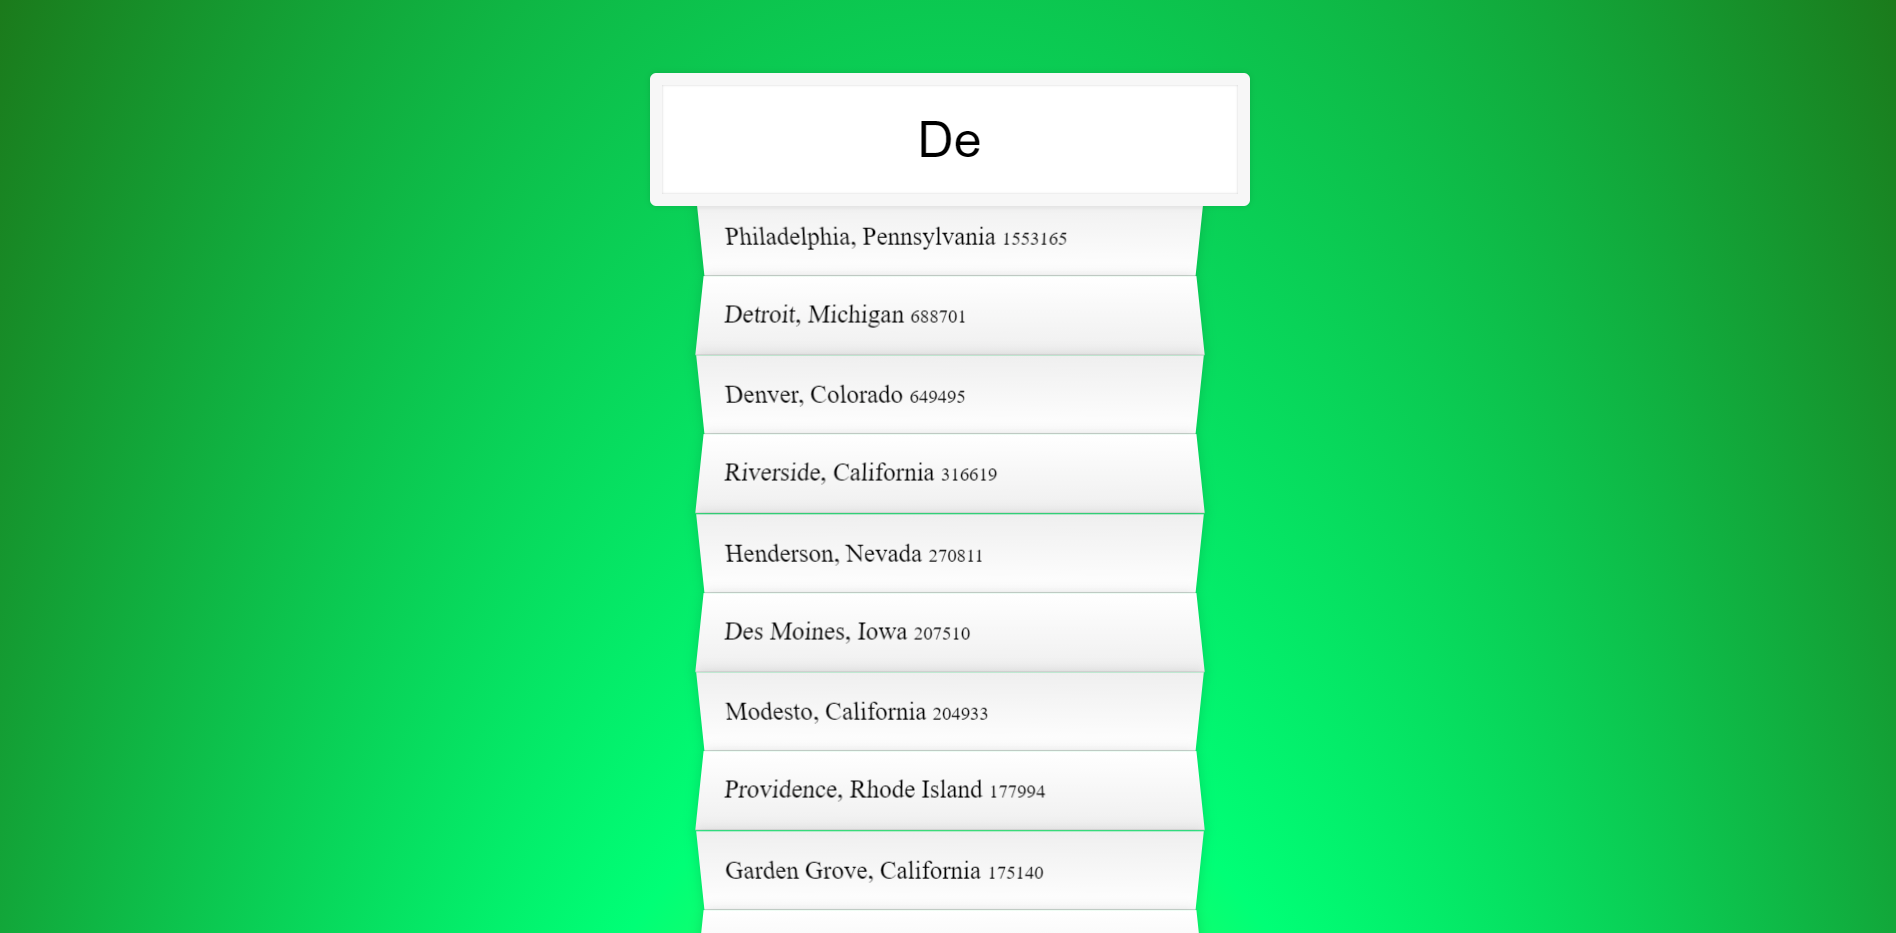 De
Philadelphia, Pennsylvania 1553165
Detroit, Michigan 688701
Denver, Colorado 649495
Riverside, California 316619
Henderson, Nevada 270811
Des Moines, Iowa 207510
Modesto, California 204933
Providence, Rhode Island 177994
Garden Grove, California 175140